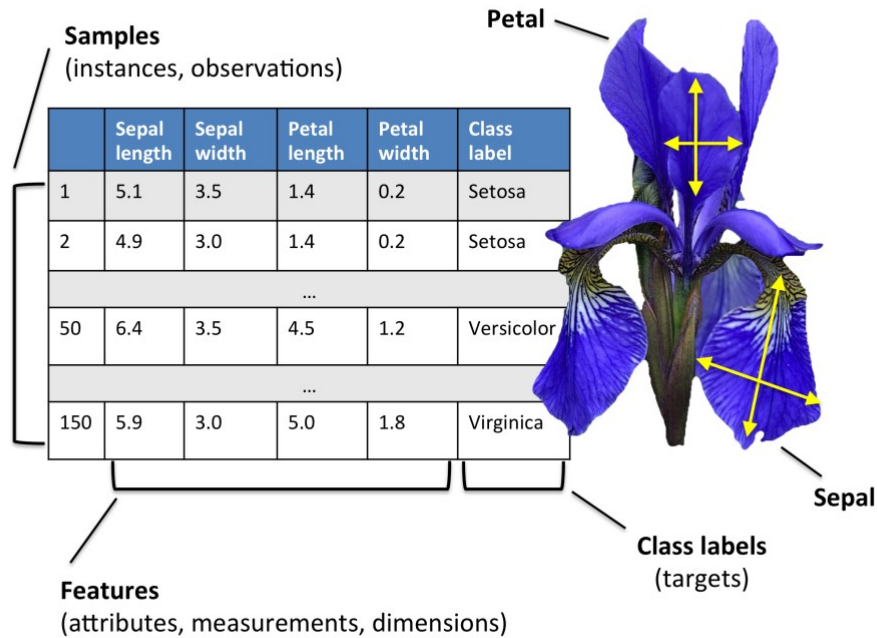 Samples
(instances, observations)
Petal
Sepal length Sepal width Petal length Petal width Class label
1 5.1 3.5 1.4 0.2 Setosa
2 4.9 3.0 1.4 0.2 Setosa
...
50 6.4 3.5 4.5 1.2 Versicolor
...
150 5.9 3.0 5.0 1.8 Virginica
Sepal
Class labels
(targets)
Features
(attributes, measurements, dimensions)